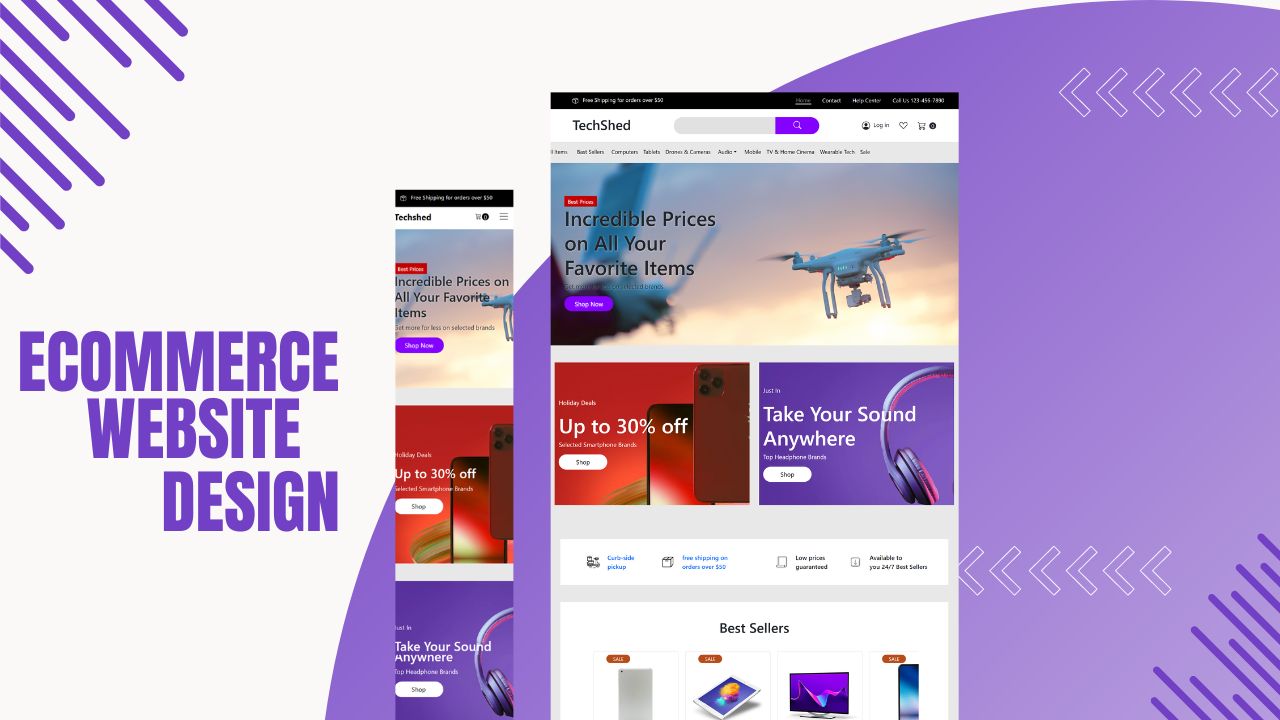 ECOMMERCE
WEBSITE
DESIGN
Free Shipping for orders over $50
Techshed
0
Best Prices
Incredible Prices on
All Your Favorite
Items
Get more for less on selected brands
Shop Now
Holiday Deals
Up to 30% off
Selected Smartphone Brands
Shop
Just In
Take Your Sound
Anywhere
Top Headphone Brands
Shop
Free Shipping for orders over $50
Home Contact Help Center Call Us 123-456-7890
TechShed
Log in
0
ll Items Best Sellers Computers Tablets Drones & Cameras Audio Mobile TV & Home Cinema Wearable Tech Sale
Best Prices
Incredible Prices
on All Your
Favorite Items
Get more for less on selected brands
Shop Now
Holiday Deals
Up to 30% off
Selected Smartphone Brands
Shop
Just In
Take Your Sound
Anywhere
Top Headphone Brands
Shop
Curb-side
pickup
free shipping on
orders over $50
Low prices
guaranteed
Available to
you 24/7 Best Sellers
Best Sellers
SALE
SALE
SALE